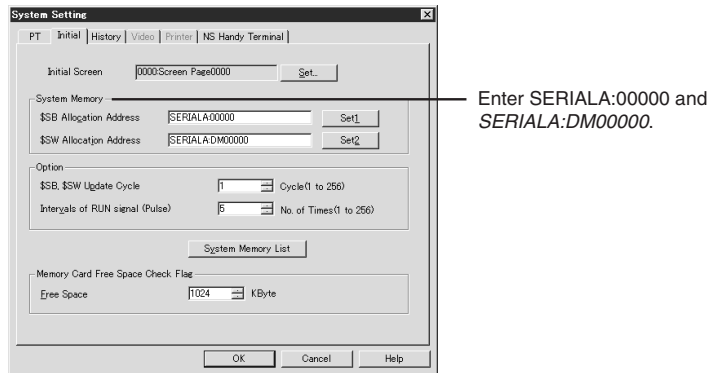 System Setting
PT Initial History Video Printer NS Handy Terminal
Initial Screen 0000:Screen Page0000 Set...
System Memory
$SB Allocation Address SERIALA:00000 Set1
$SW Allocation Address SERIALA:DM00000 Set2
Enter SERIALA:00000 and
SERIALA:DM00000.
Option
$SB, $SW Update Cycle 1 Cycle(1 to 256)
Intervals of RUN signal (Pulse) 5 No. of Times(1 to 256)
System Memory List
Memory Card Free Space Check Flag
Free Space 1024 KByte
OK Cancel Help